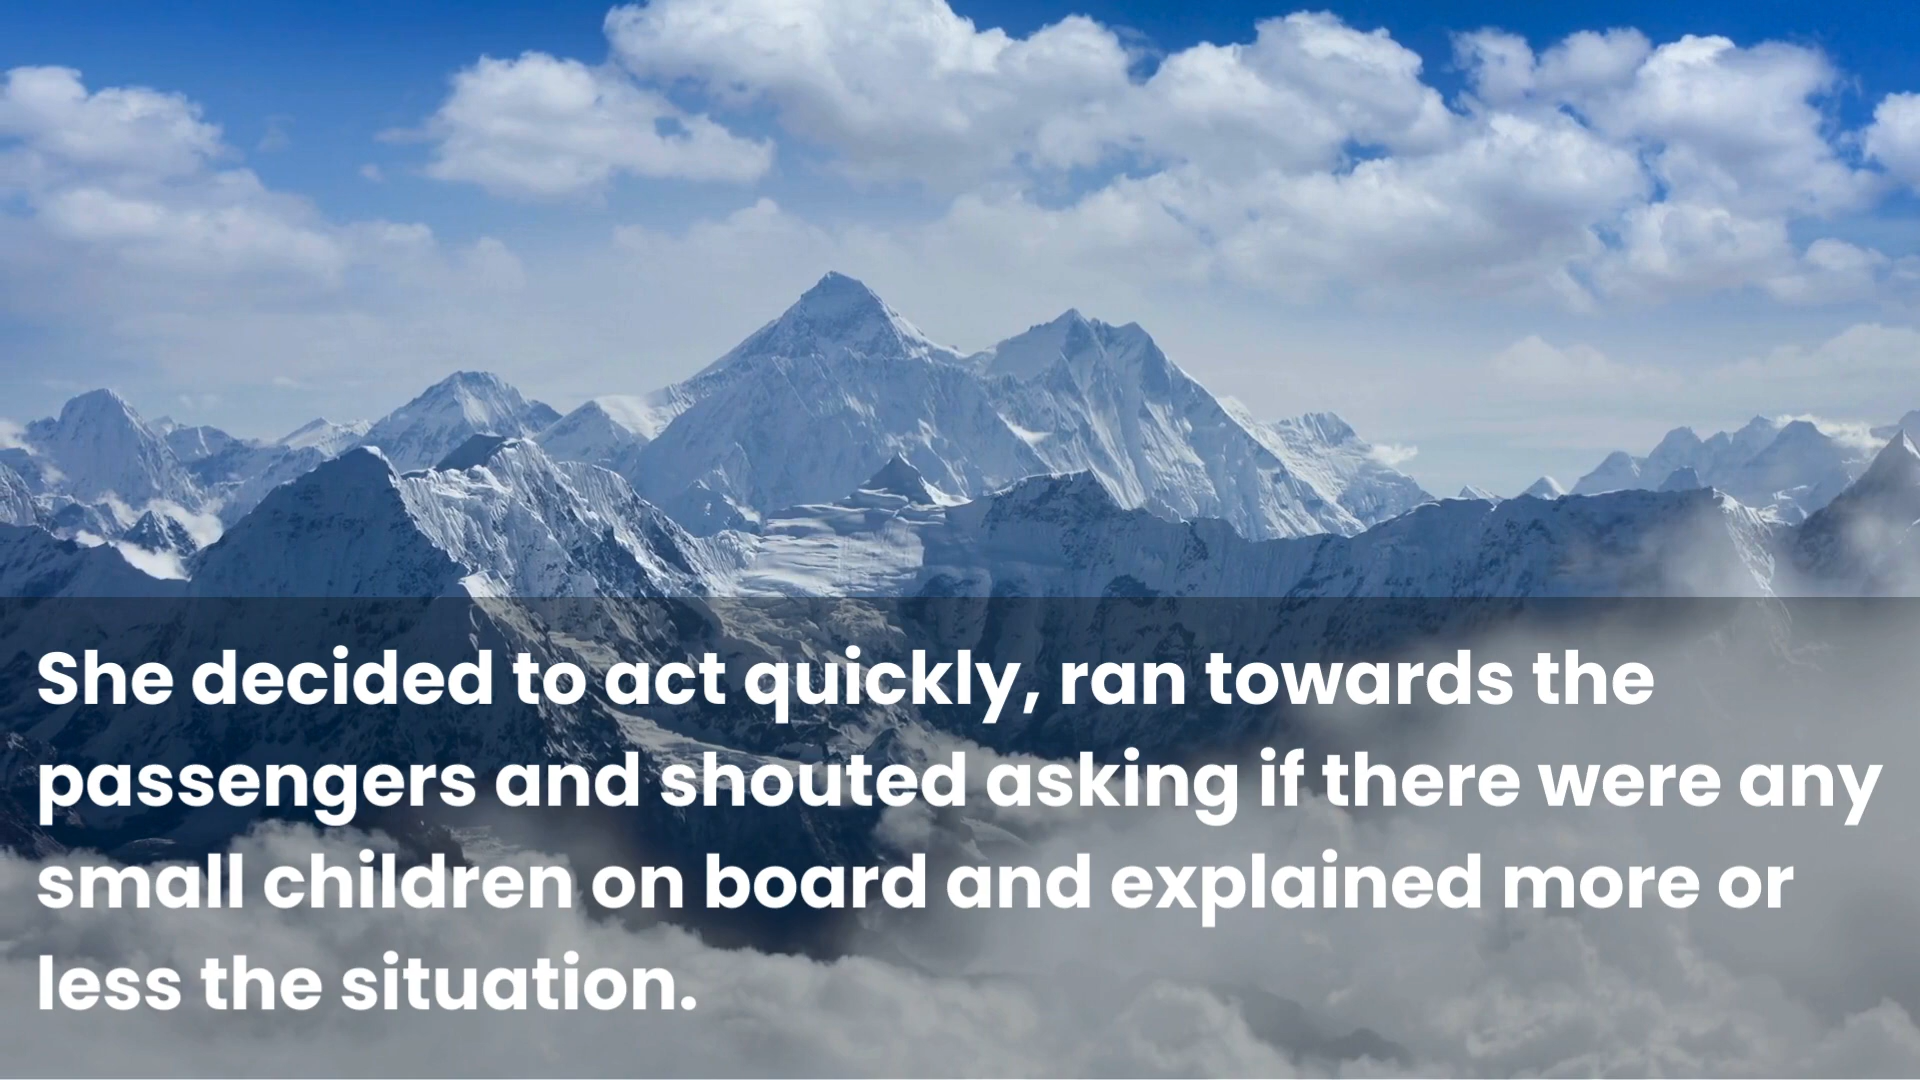 She decided to act quickly, ran towards the
passengers and shouted asking if there were any
small children on board and explained more or
less the situation.